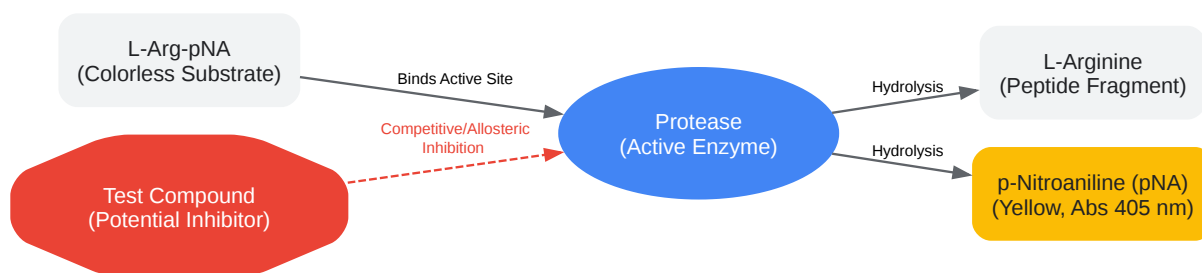 L-Arg-pNA
(Colorless Substrate)
Binds Active Site
Competitive/Allosteric
Inhibition
Test Compound
(Potential Inhibitor)
Protease
(Active Enzyme)
Hydrolysis
L-Arginine
(Peptide Fragment)
Hydrolysis
p-Nitroaniline (pNA)
(Yellow, Abs 405 nm)